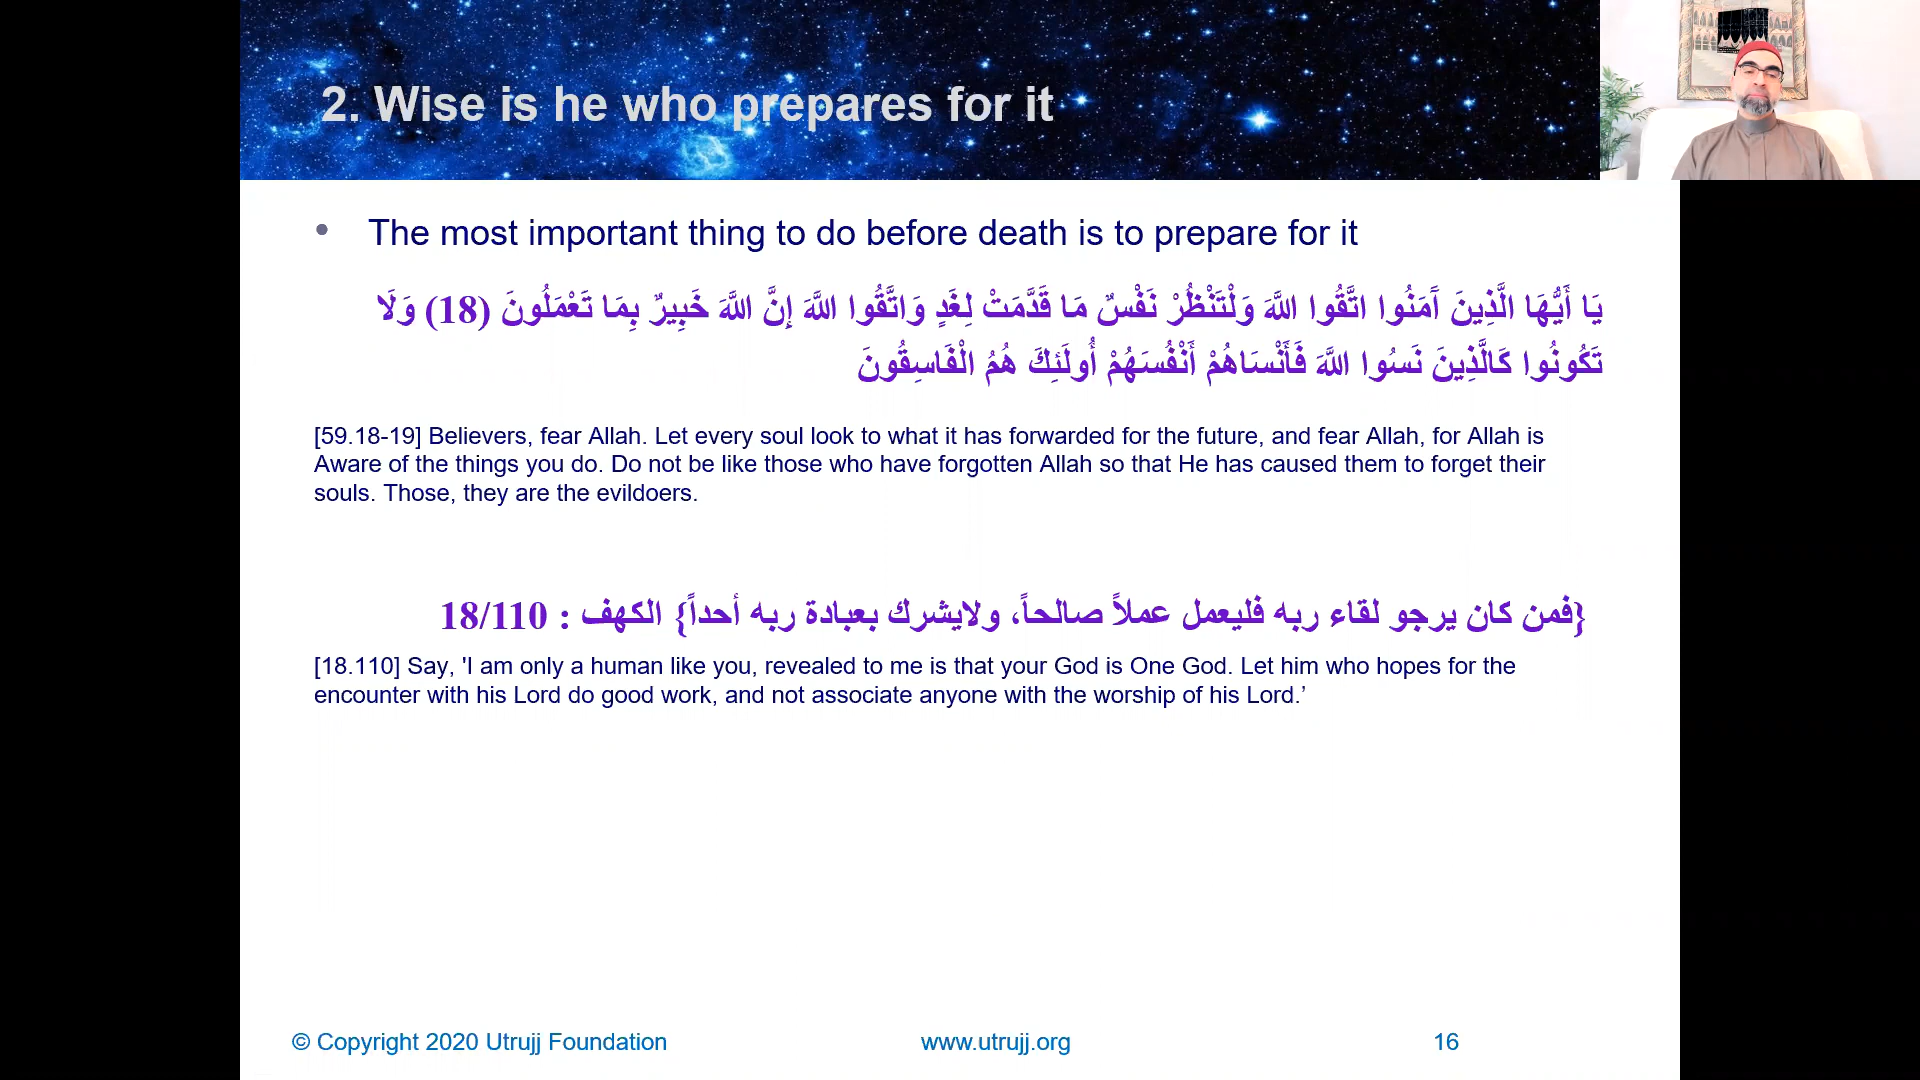 2. Wise is he who prepares for it
• The most important thing to do before death is to prepare for it
يَا أَيُّهَا الَّذِينَ آَمَنُوا اتَّقُوا اللَّهَ وَلْتَنْظُرْ نَفْسٌ مَا قَدَّمَتْ لِغَدٍ وَاتَّقُوا اللَّهَ إِنَّ اللَّهَ خَبِيرٌ بِمَا تَعْمَلُونَ (18) وَلَا
تَكُونُوا كَالَّذِينَ نَسُوا اللَّهَ فَأَنْسَاهُمْ أَنْفُسَهُمْ أُولَئِكَ هُمُ الْفَاسِقُونَ
[59.18-19] Believers, fear Allah. Let every soul look to what it has forwarded for the future, and fear Allah, for Allah is
Aware of the things you do. Do not be like those who have forgotten Allah so that He has caused them to forget their
souls. Those, they are the evildoers.
{فمن كان يرجو لقاء ربه فليعمل عملاً صالحاً، ولايشرك بعبادة ربه أحداً} الكهف : 18/110
[18.110] Say, 'I am only a human like you, revealed to me is that your God is One God. Let him who hopes for the
encounter with his Lord do good work, and not associate anyone with the worship of his Lord.’
© Copyright 2020 Utrujj Foundation
www.utrujj.org
16